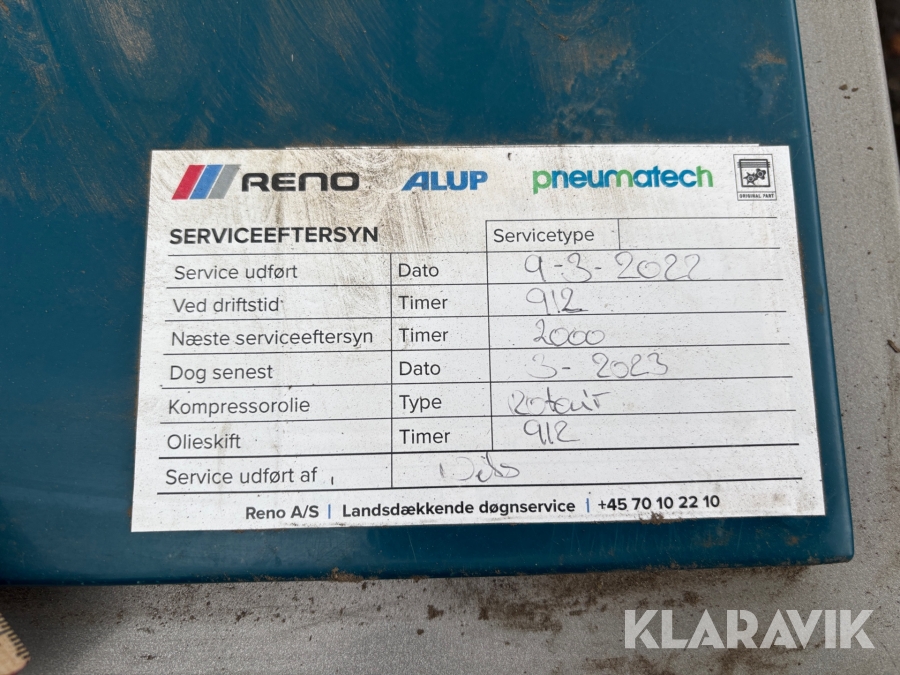 RENO ALUP pneumatech ORIGINAL PART
SERVICEEFTERSYN Servicetype
Service udført Dato 9-3-2022
Ved driftstid Timer 912
Næste serviceeftersyn Timer 2000
Dog senest Dato 3-2023
Kompressorolie Type Rotair
Olieskift Timer 912
Service udført af
Reno A/S | Landsdækkende døgnservice | +45 70 10 22 10
KLARAVIK